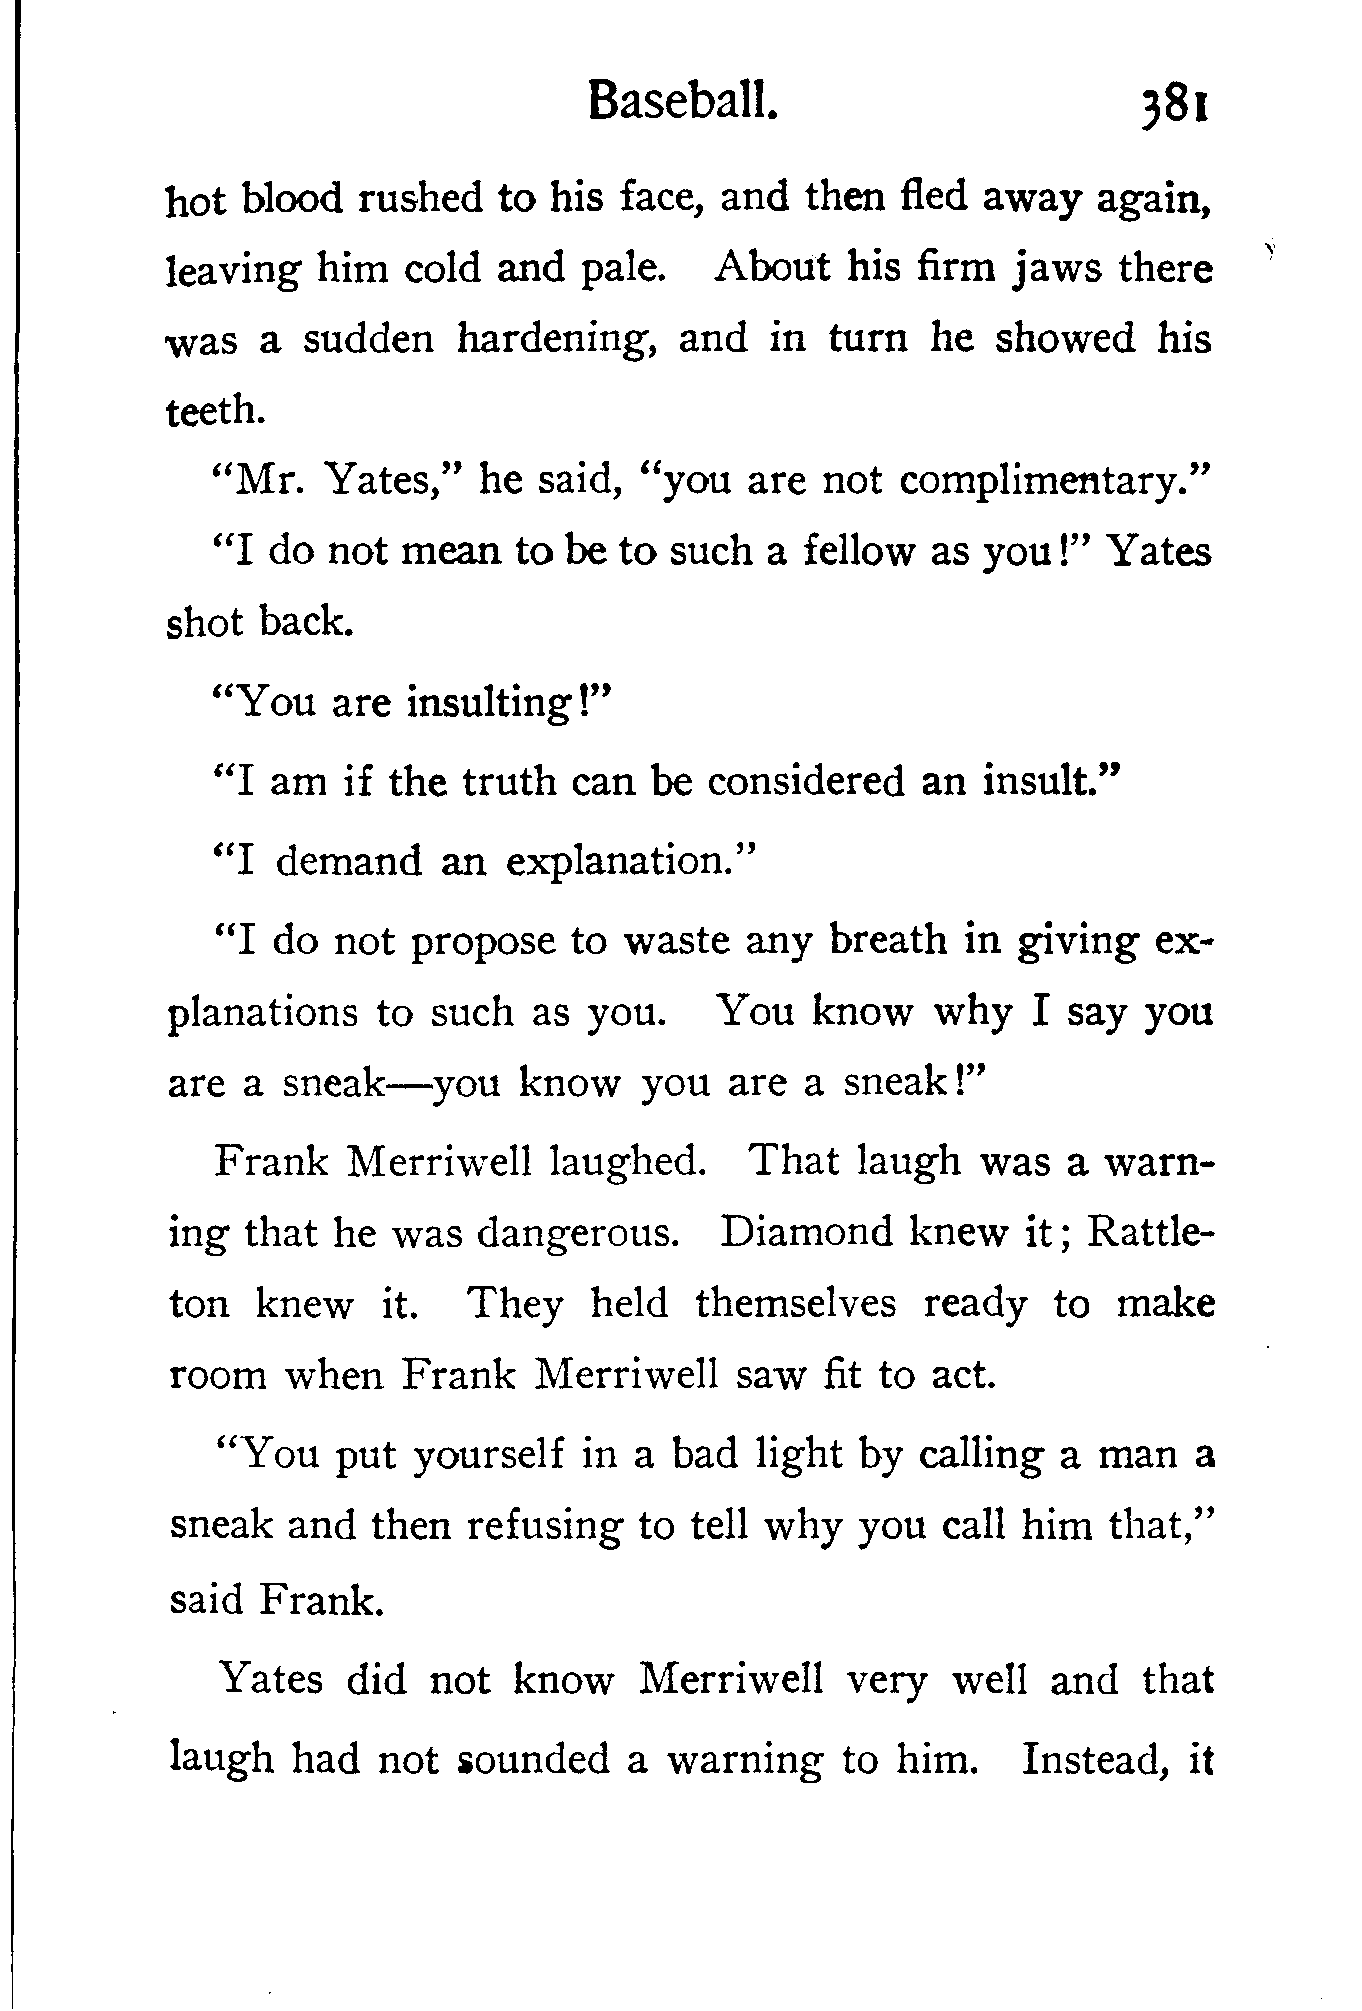 Baseball. 381
hot blood rushed to his face, and then fled away again,
leaving him cold and pale. About his firm jaws there
was a sudden hardening, and in turn he showed his
teeth.
“Mr. Yates,” he said, “you are not complimentary.”
“I do not mean to be to such a fellow as you!” Yates
shot back.
“You are insulting!”
“I am if the truth can be considered an insult.”
“I demand an explanation.”
“I do not propose to waste any breath in giving ex-
planations to such as you. You know why I say you
are a sneak—you know you are a sneak!”
Frank Merriwell laughed. That laugh was a warn-
ing that he was dangerous. Diamond knew it; Rattle-
ton knew it. They held themselves ready to make
room when Frank Merriwell saw fit to act.
“You put yourself in a bad light by calling a man a
sneak and then refusing to tell why you call him that,”
said Frank.
Yates did not know Merriwell very well and that
laugh had not sounded a warning to him. Instead, it